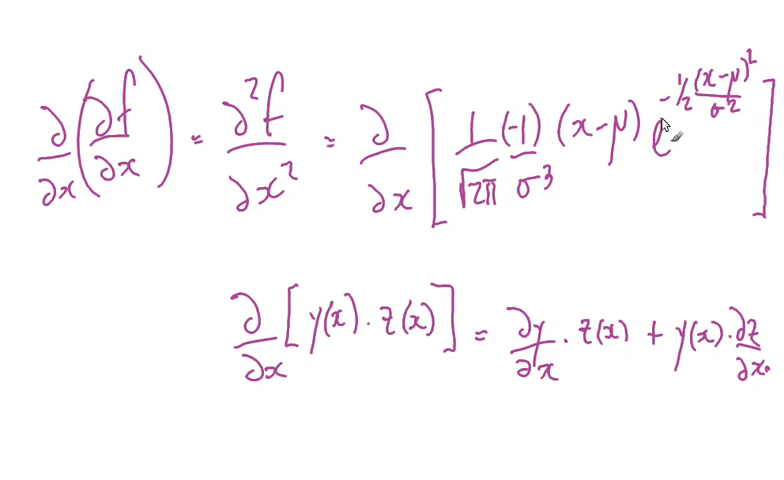 ∂/∂x (∂f/∂x) = ∂²f/∂x² = ∂/∂x [ 1/√2π (-1)/σ³ (x-μ) e^(-1/2 (x-μ)²/σ²) ]
∂/∂x [ y(x) · z(x) ] = ∂y/∂x · z(x) + y(x) · ∂z/∂x